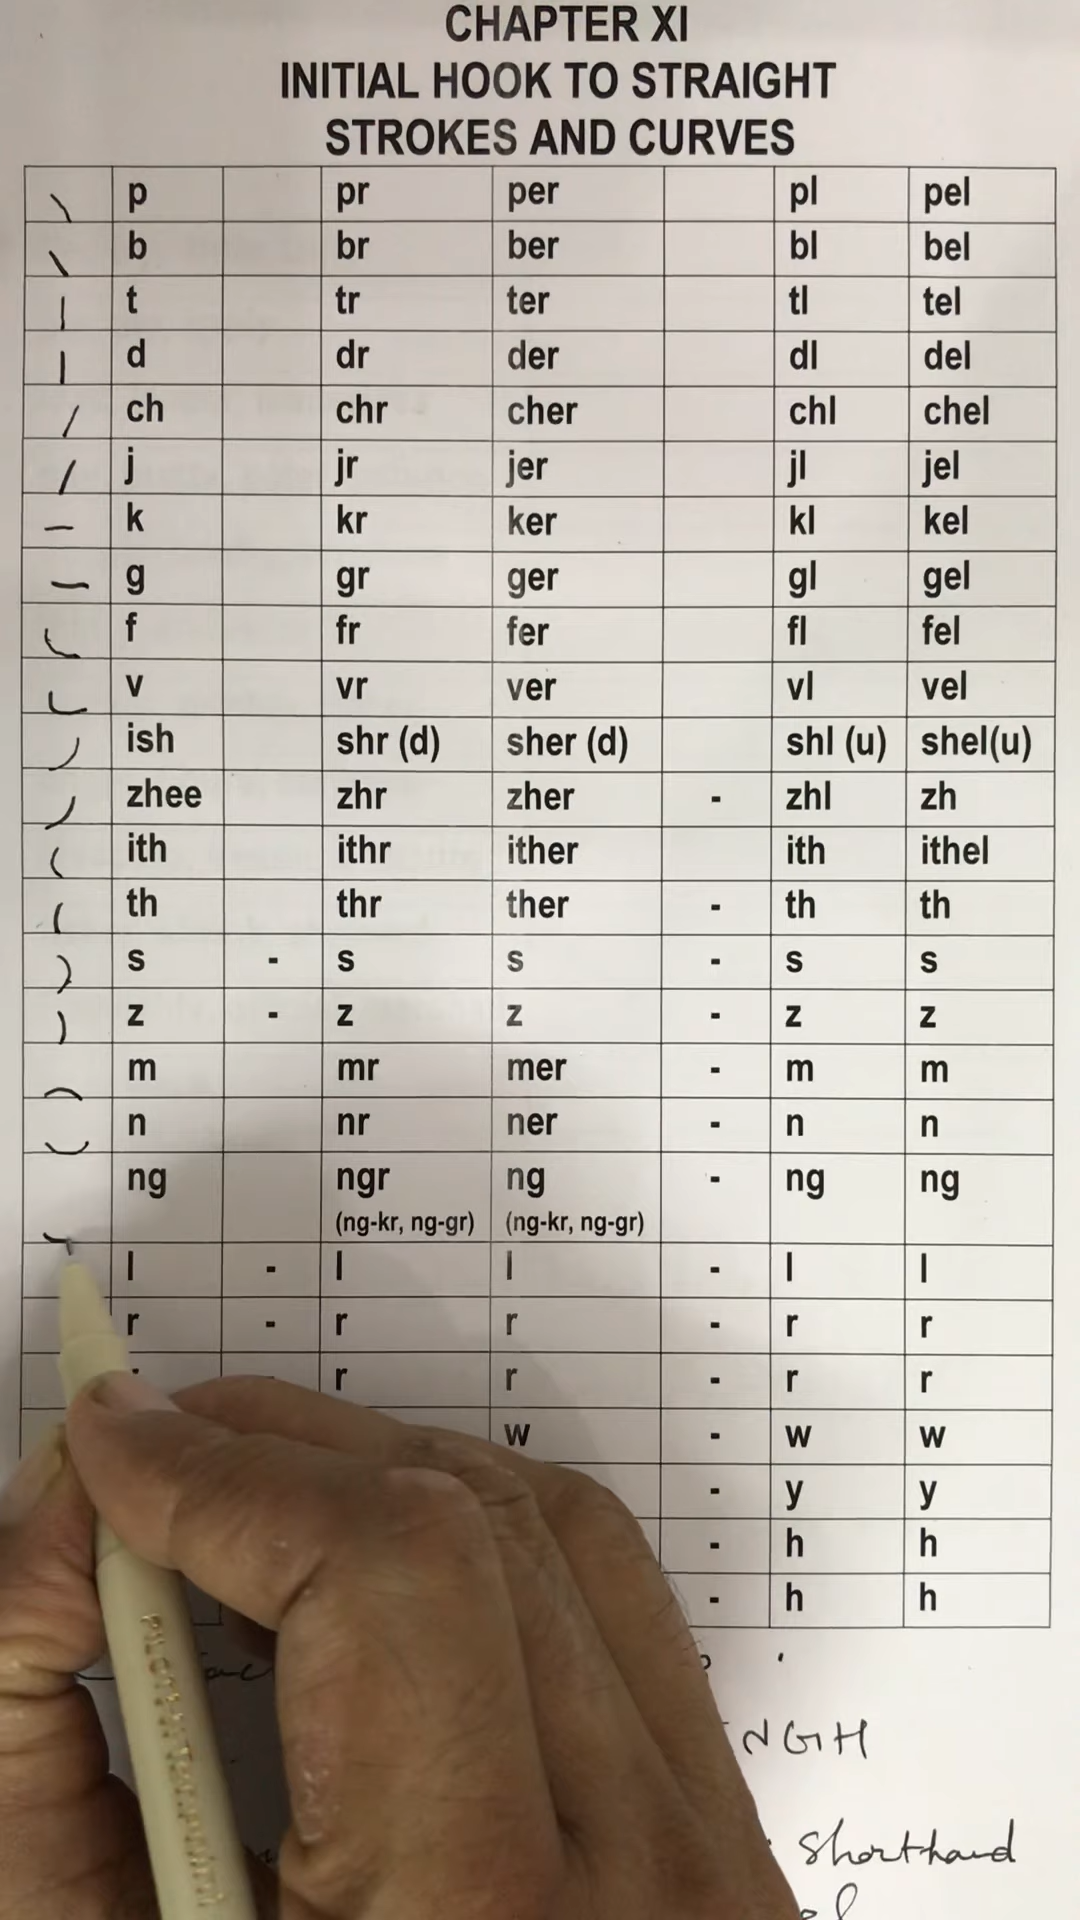 CHAPTER XI
INITIAL HOOK TO STRAIGHT
STROKES AND CURVES
p pr per pl pel
b br ber bl bel
t tr ter tl tel
d dr der dl del
ch chr cher chl chel
j jr jer jl jel
k kr ker kl kel
g gr ger gl gel
f fr fer fl fel
v vr ver vl vel
ish shr (d) sher (d) shl (u) shel(u)
zhee zhr zher - zhl zh
ith ithr ither ith ithel
th thr ther - th th
s - s s - s s
z - z z - z z
m mr mer - m m
n nr ner - n n
ng ngr ng - ng ng
(ng-kr, ng-gr) (ng-kr, ng-gr)
l - l l - l l
r - r r - r r
r r - r r
w - w w
- y y
- h h
- h h
NGH
Shorthand